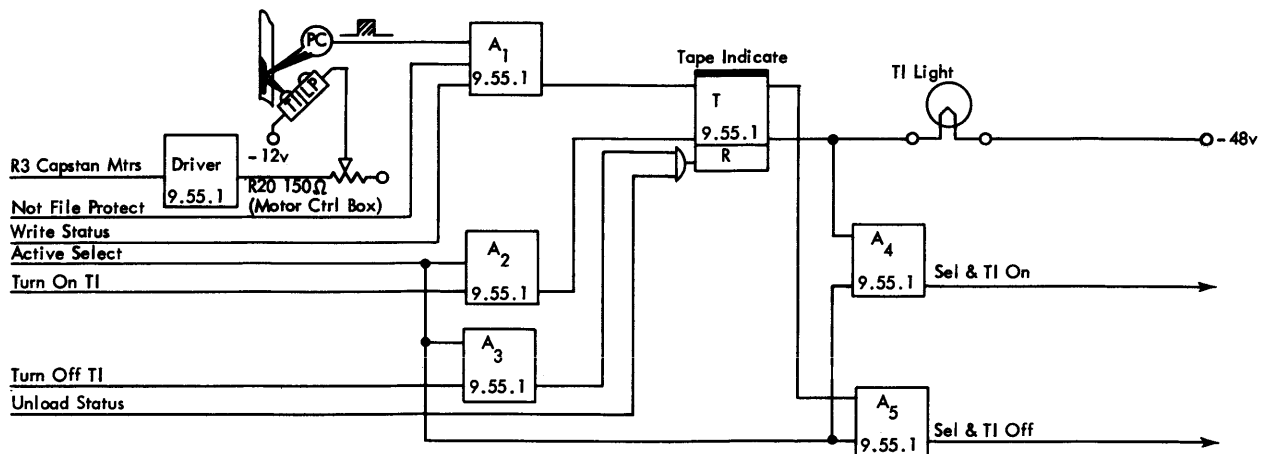 PC
TI LP
-12v
R3 Capstan Mtrs
Driver
9.55.1
R20 150Ω
(Motor Ctrl Box)
Not File Protect
Write Status
Active Select
Turn On TI
Turn Off TI
Unload Status
A1
9.55.1
A2
9.55.1
A3
9.55.1
Tape Indicate
T
9.55.1
R
TI Light
-48v
A4
9.55.1
Sel & TI On
A5
9.55.1
Sel & TI Off